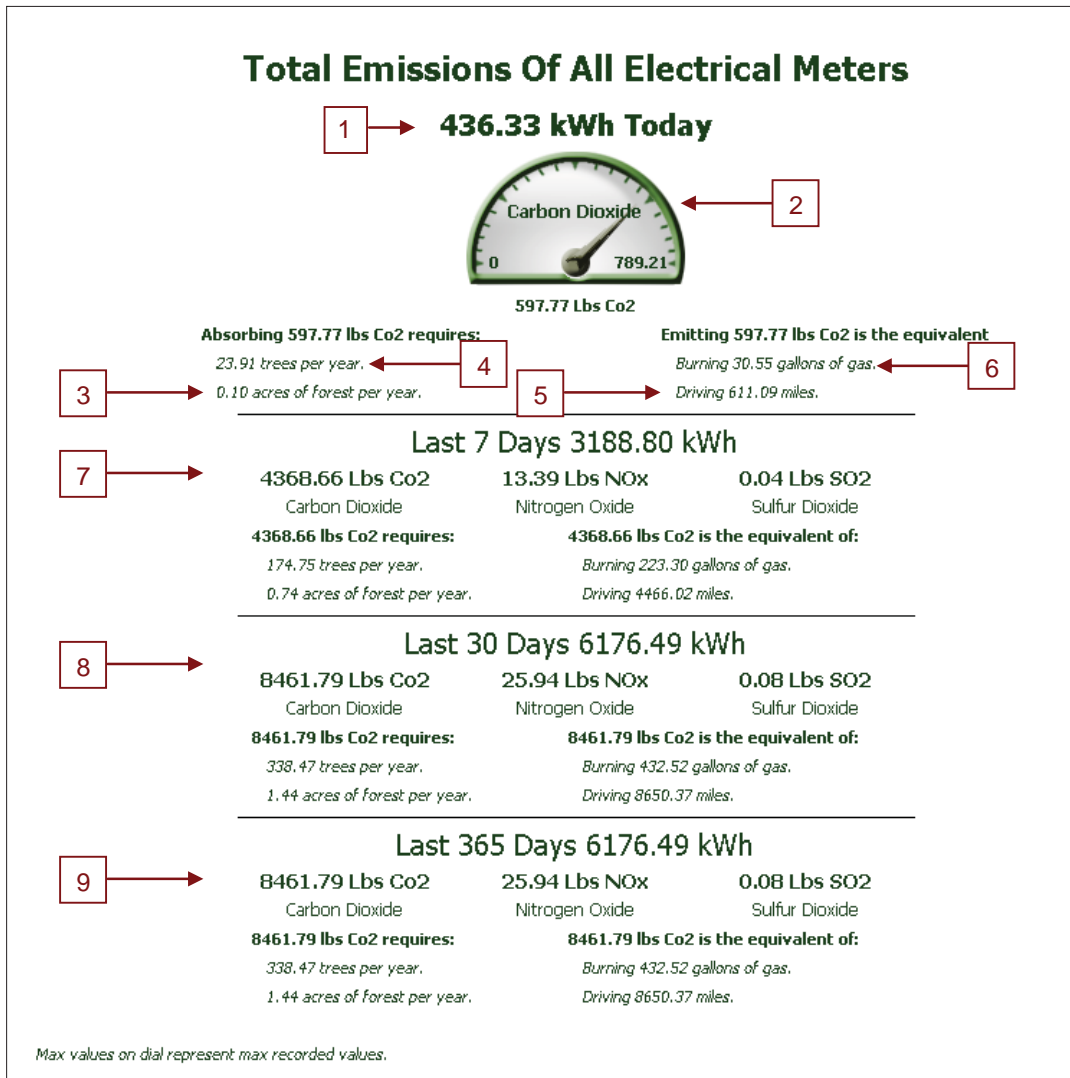 Total Emissions Of All Electrical Meters
1
436.33 kWh Today
2
Carbon Dioxide
0 789.21
597.77 Lbs Co2
Absorbing 597.77 lbs Co2 requires: Emitting 597.77 lbs Co2 is the equivalent
23.91 trees per year. 4 Burning 30.55 gallons of gas. 6
3 0.10 acres of forest per year. 5 Driving 611.09 miles.
Last 7 Days 3188.80 kWh
7
4368.66 Lbs Co2 13.39 Lbs NOx 0.04 Lbs SO2
Carbon Dioxide Nitrogen Oxide Sulfur Dioxide
4368.66 lbs Co2 requires: 4368.66 lbs Co2 is the equivalent of:
174.75 trees per year. Burning 223.30 gallons of gas.
0.74 acres of forest per year. Driving 4466.02 miles.
Last 30 Days 6176.49 kWh
8
8461.79 Lbs Co2 25.94 Lbs NOx 0.08 Lbs SO2
Carbon Dioxide Nitrogen Oxide Sulfur Dioxide
8461.79 lbs Co2 requires: 8461.79 lbs Co2 is the equivalent of:
338.47 trees per year. Burning 432.52 gallons of gas.
1.44 acres of forest per year. Driving 8650.37 miles.
Last 365 Days 6176.49 kWh
9
8461.79 Lbs Co2 25.94 Lbs NOx 0.08 Lbs SO2
Carbon Dioxide Nitrogen Oxide Sulfur Dioxide
8461.79 lbs Co2 requires: 8461.79 lbs Co2 is the equivalent of:
338.47 trees per year. Burning 432.52 gallons of gas.
1.44 acres of forest per year. Driving 8650.37 miles.
Max values on dial represent max recorded values.